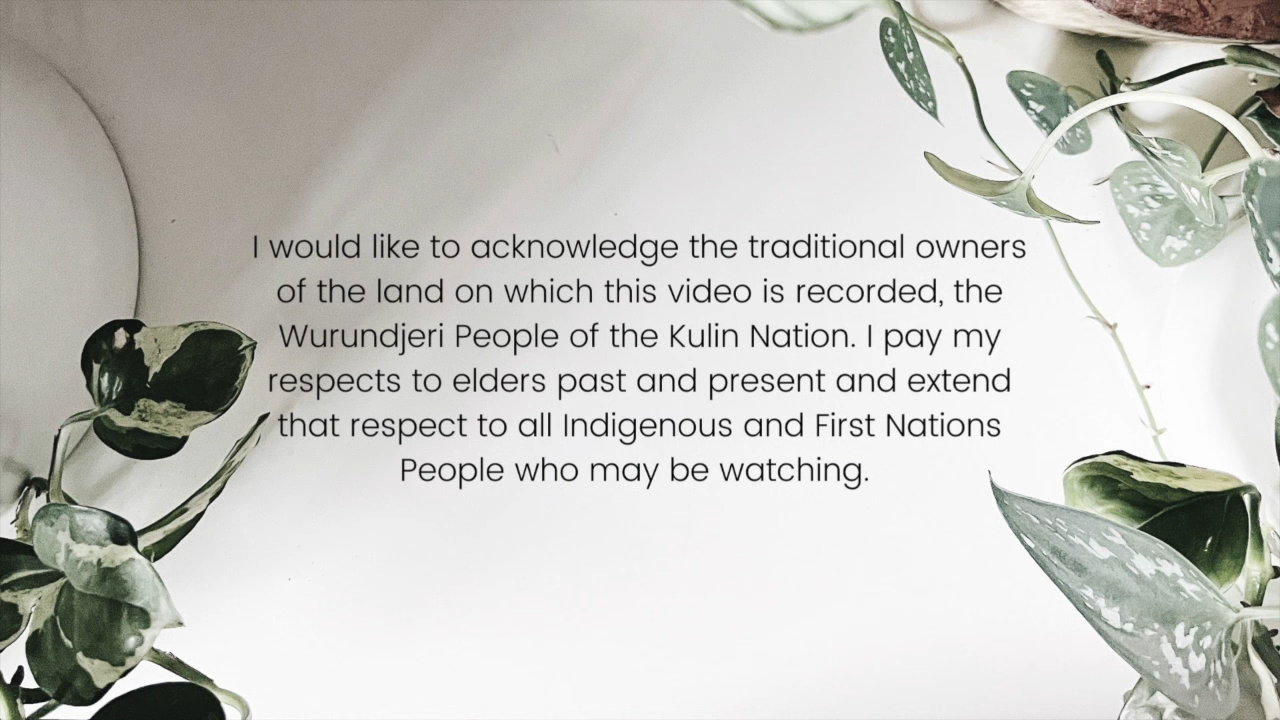 I would like to acknowledge the traditional owners
of the land on which this video is recorded, the
Wurundjeri People of the Kulin Nation. I pay my
respects to elders past and present and extend
that respect to all Indigenous and First Nations
People who may be watching.